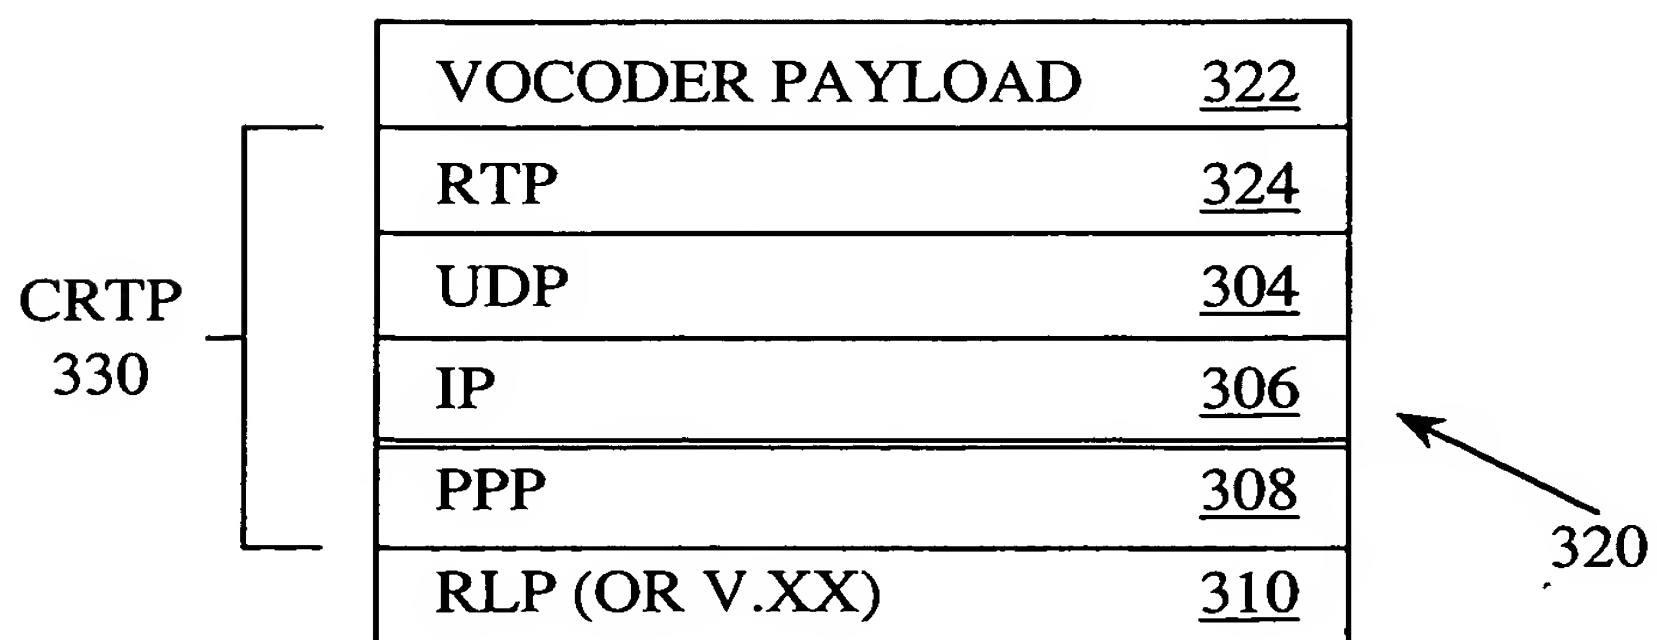 VOCODER PAYLOAD 322
RTP 324
UDP 304
CRTP
330
IP 306
PPP 308
320
RLP (OR V.XX) 310